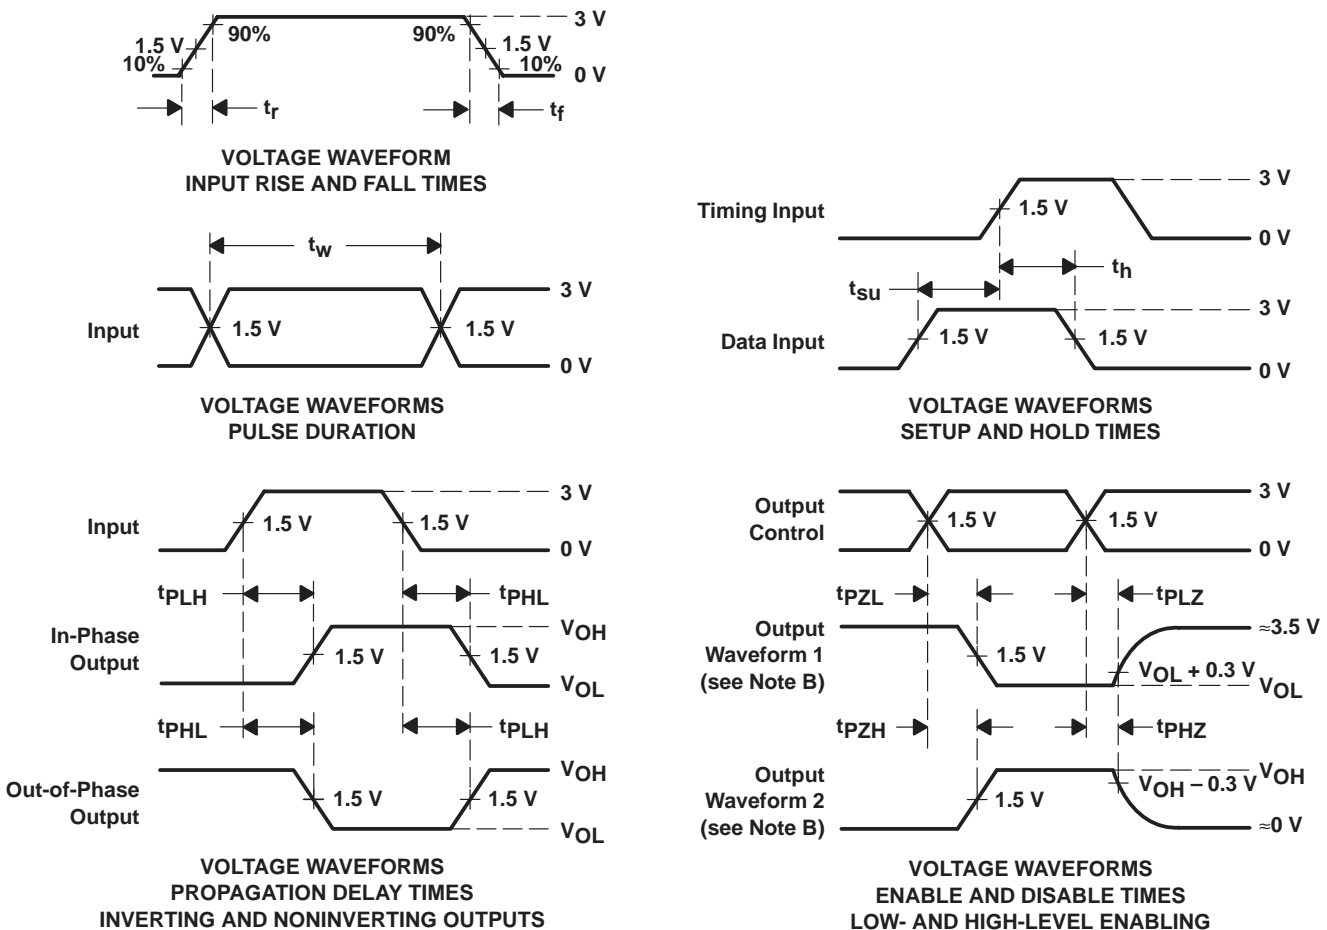 3 V
90%
90%
1.5 V
1.5 V
10%
10%
0 V
tr
tf
VOLTAGE WAVEFORM
INPUT RISE AND FALL TIMES
tw
3 V
Input
1.5 V
1.5 V
0 V
VOLTAGE WAVEFORMS
PULSE DURATION
3 V
Timing Input
1.5 V
0 V
th
tsu
3 V
Data Input
1.5 V
1.5 V
0 V
VOLTAGE WAVEFORMS
SETUP AND HOLD TIMES
3 V
Input
1.5 V
1.5 V
0 V
tPLH
tPHL
In-Phase
Output
VOH
1.5 V
1.5 V
VOL
tPHL
tPLH
Out-of-Phase
Output
VOH
1.5 V
1.5 V
VOL
VOLTAGE WAVEFORMS
PROPAGATION DELAY TIMES
INVERTING AND NONINVERTING OUTPUTS
Output
Control
3 V
1.5 V
1.5 V
0 V
tPZL
tPLZ
Output
Waveform 1
(see Note B)
≈3.5 V
1.5 V
VOL + 0.3 V
VOL
tPZH
tPHZ
Output
Waveform 2
(see Note B)
VOH
1.5 V
VOH – 0.3 V
≈0 V
VOLTAGE WAVEFORMS
ENABLE AND DISABLE TIMES
LOW- AND HIGH-LEVEL ENABLING